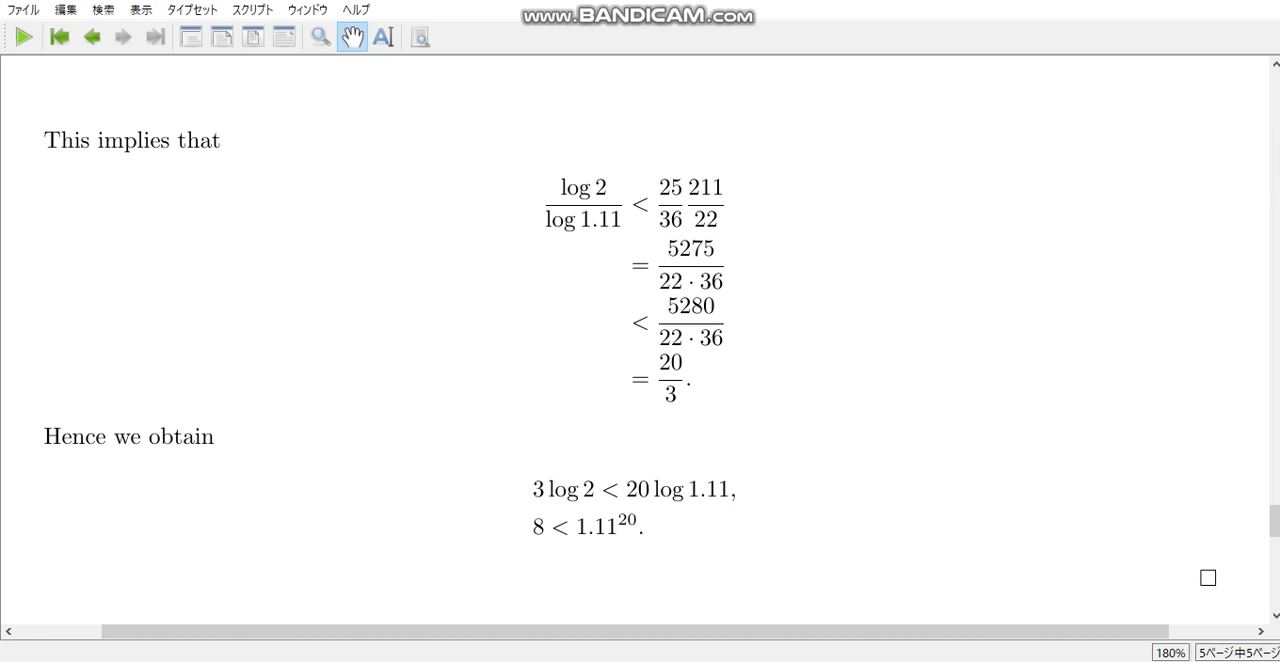 ファイル 編集 検索 表示 タイプセット スクリプト ウィンドウ ヘルプ
www.BANDICAM.com
This implies that
log 2 / log 1.11 < 25/36 211/22
= 5275 / 22 · 36
< 5280 / 22 · 36
= 20/3 .
Hence we obtain
3 log 2 < 20 log 1.11,
8 < 1.11^20.
180% 5ページ中5ページ